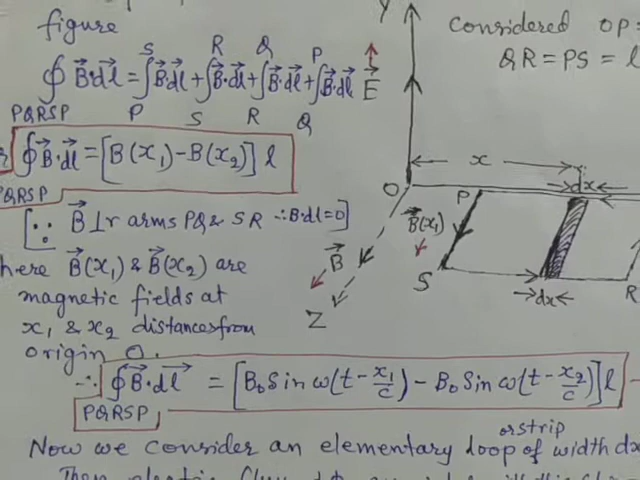 figure
Considered OP=
QR = PS = l
∮ B⃗·dl⃗ = ∫B⃗·dl⃗ + ∫B⃗·dl⃗ + ∫B⃗·dl⃗ + ∫B⃗·dl⃗
S R Q P
PQRSP P S R Q
∮B⃗·dl⃗ = [B(x₁) − B(x₂)] l
PQRSP
[∵ B⃗ ⊥r arms PQ & SR ∴ B·dl=0]
here B⃗(x₁) & B⃗(x₂) are
magnetic fields at
x₁ & x₂ distances from
origin O.
∴ ∮B⃗·dl⃗ = [B₀ Sin ω(t − x₁/c) − B₀ Sin ω(t − x₂/c)] l
PQRSP
Y
E⃗
x
dx
O
P
B⃗(x₁)
B⃗
S
Z
dx
R
or strip
Now we consider an elementary loop of width dx